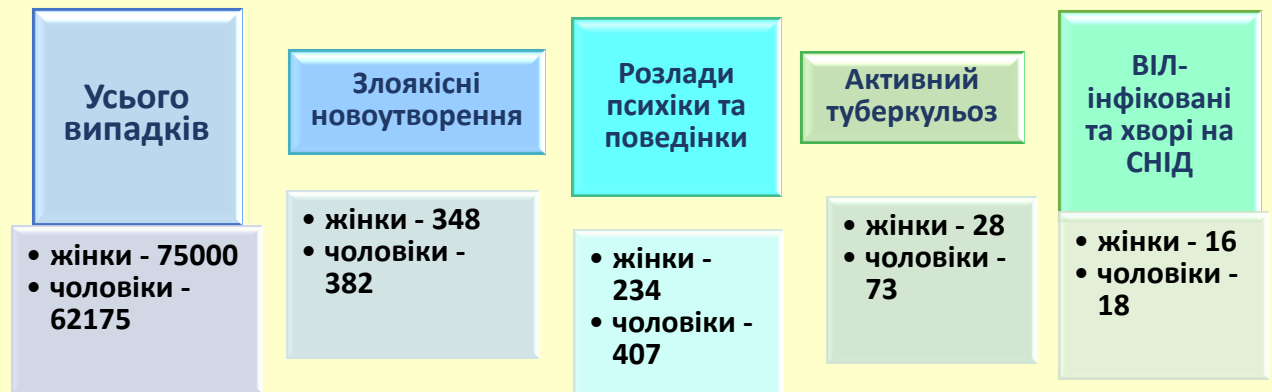 Усього
випадків
• жінки - 75000
• чоловіки -
62175
Злоякісні
новоутворення
• жінки - 348
• чоловіки -
382
Розлади
психіки та
поведінки
• жінки -
234
• чоловіки -
407
Активний
туберкульоз
• жінки - 28
• чоловіки -
73
ВІЛ-
інфіковані
та хворі на
СНІД
• жінки - 16
• чоловіки -
18